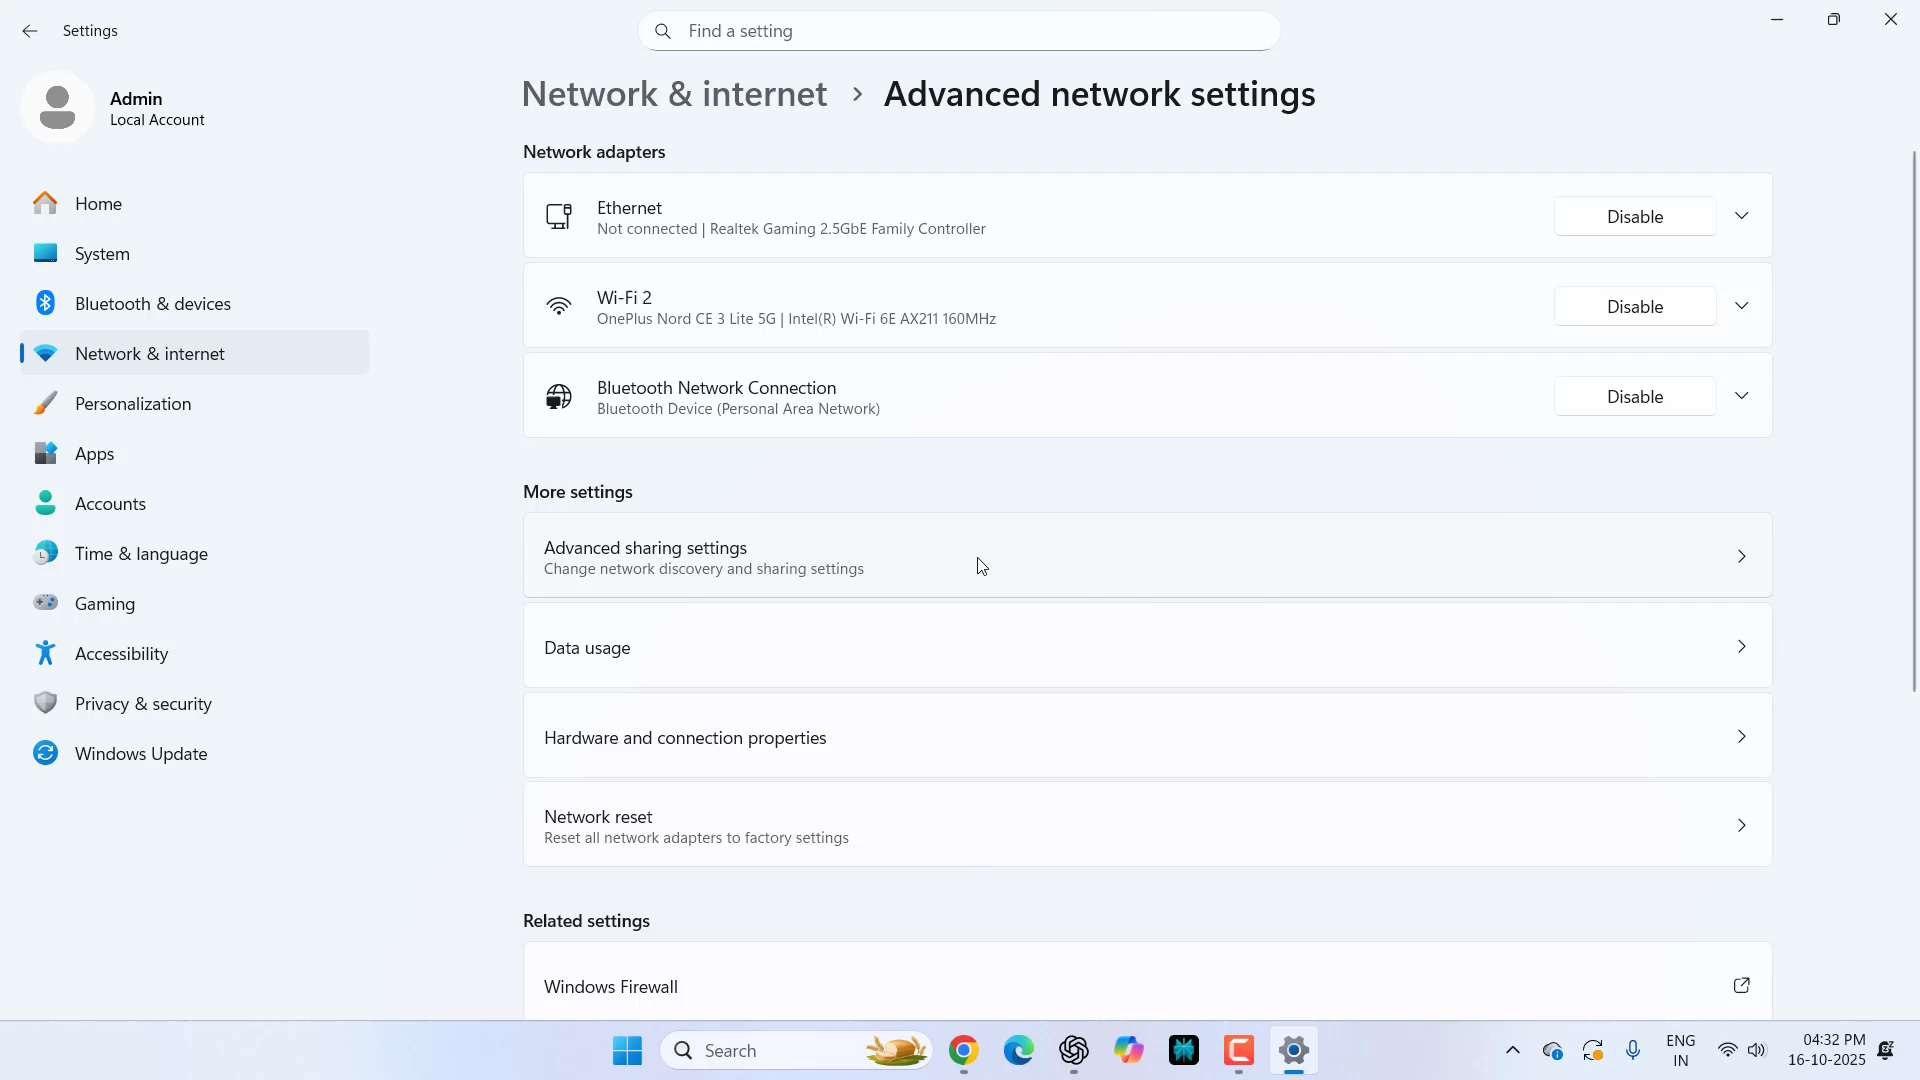 Settings
Find a setting
Admin
Local Account
Home
System
Bluetooth & devices
Network & internet
Personalization
Apps
Accounts
Time & language
Gaming
Accessibility
Privacy & security
Windows Update
Network & internet > Advanced network settings
Network adapters
Ethernet
Not connected | Realtek Gaming 2.5GbE Family Controller
Disable
Wi-Fi 2
OnePlus Nord CE 3 Lite 5G | Intel(R) Wi-Fi 6E AX211 160MHz
Disable
Bluetooth Network Connection
Bluetooth Device (Personal Area Network)
Disable
More settings
Advanced sharing settings
Change network discovery and sharing settings
Data usage
Hardware and connection properties
Network reset
Reset all network adapters to factory settings
Related settings
Windows Firewall
Search
ENG
IN
04:32 PM
16-10-2025